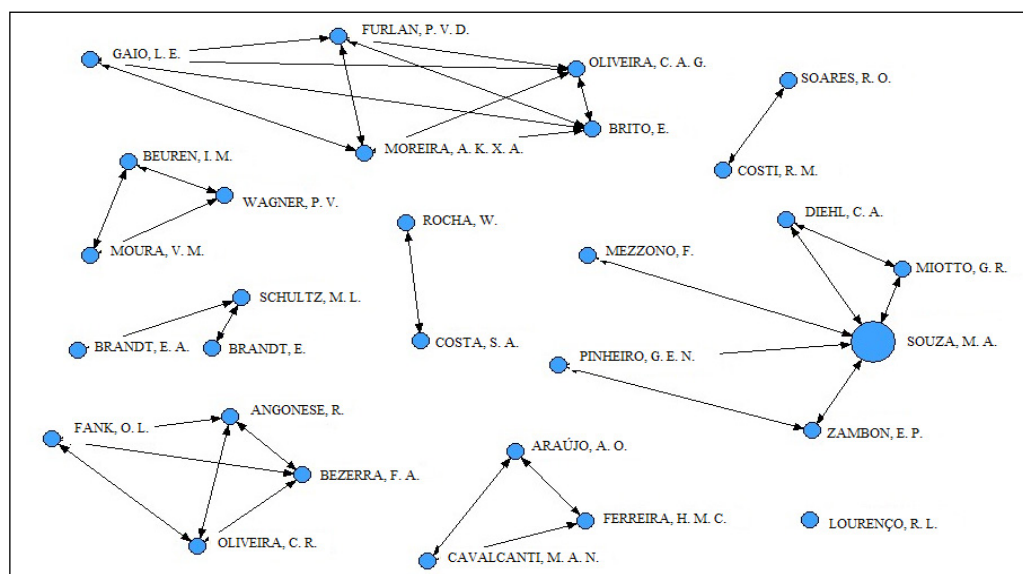 FURLAN, P. V. D.
GAIO, L. E.
OLIVEIRA, C. A. G.
SOARES, R. O.
BRITO, E.
MOREIRA, A. K. X. A.
BEUREN, I. M.
COSTI, R. M.
WAGNER, P. V.
ROCHA, W.
DIEHL, C. A.
MOURA, V. M.
MEZZONO, F.
MIOTTO, G. R.
SCHULTZ, M. L.
BRANDT, E. A.
BRANDT, E.
COSTA, S. A.
PINHEIRO, G. E. N.
SOUZA, M. A.
ANGONESE, R.
FANK, O. L.
ZAMBON, E. P.
ARAÚJO, A. O.
BEZERRA, F. A.
FERREIRA, H. M. C.
LOURENÇO, R. L.
OLIVEIRA, C. R.
CAVALCANTI, M. A. N.